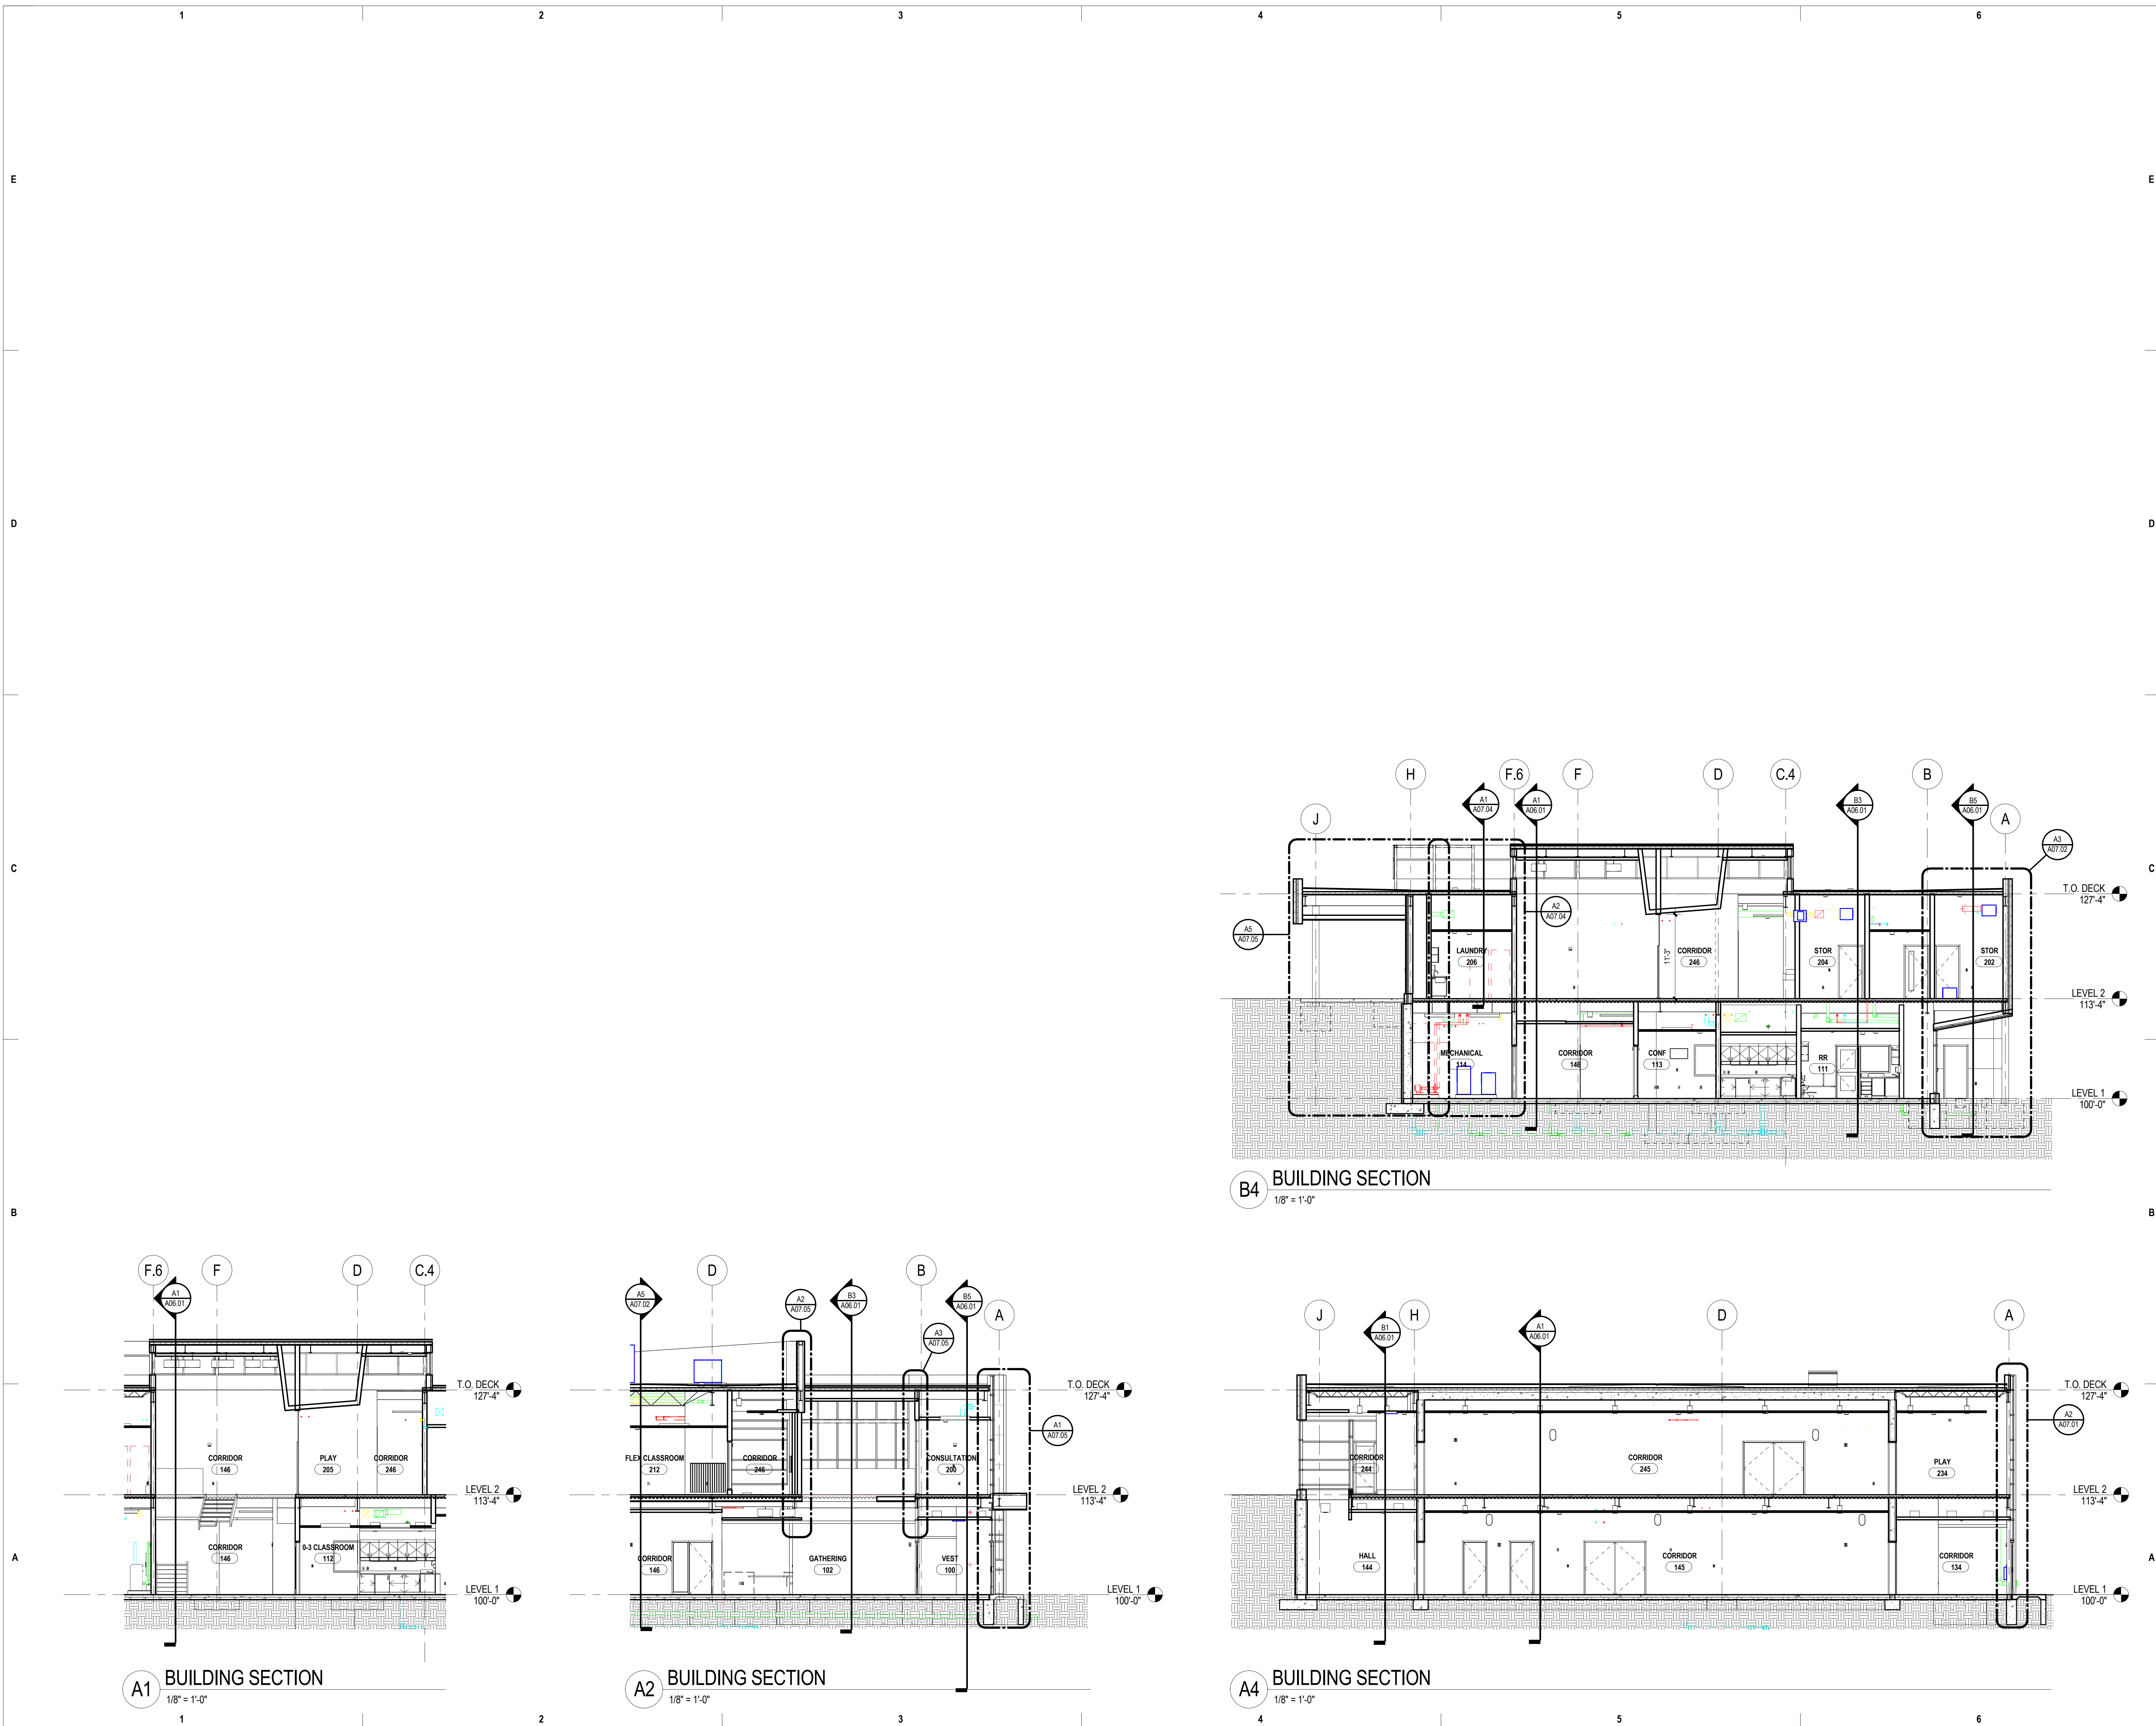 1 2 3 4 5 6
E E
D D
H F.6 F D C.4 B
A1
A07.04
A1
A06.01
B3
A06.01
B5
A06.01
J
A
A3
A07.02
C C
T.O. DECK
127'-4"
A2
A07.04
A5
A07.05
LAUNDRY
206
11'-3"
CORRIDOR
246
STOR
204
STOR
202
LEVEL 2
113'-4"
MECHANICAL
114
CORRIDOR
146
CONF
113
RR
111
LEVEL 1
100'-0"
B4
BUILDING SECTION
1/8" = 1'-0"
B B
F.6 F D C.4
A1
A06.01
T.O. DECK
127'-4"
CORRIDOR
146
PLAY
205
CORRIDOR
246
LEVEL 2
113'-4"
CORRIDOR
146
0-3 CLASSROOM
112
LEVEL 1
100'-0"
A1
BUILDING SECTION
1/8" = 1'-0"
D B
A5
A07.02
A2
A07.05
B3
A06.01
B5
A06.01
A
A3
A07.05
T.O. DECK
127'-4"
A1
A07.05
FLEX CLASSROOM
212
CORRIDOR
246
CONSULTATION
200
LEVEL 2
113'-4"
CORRIDOR
146
GATHERING
102
VEST
100
LEVEL 1
100'-0"
A2
BUILDING SECTION
1/8" = 1'-0"
J H D A
B1
A06.01
A1
A06.01
T.O. DECK
127'-4"
A2
A07.01
CORRIDOR
244
CORRIDOR
245
PLAY
234
LEVEL 2
113'-4"
HALL
144
CORRIDOR
145
CORRIDOR
134
LEVEL 1
100'-0"
A4
BUILDING SECTION
1/8" = 1'-0"
A A
1 2 3 4 5 6